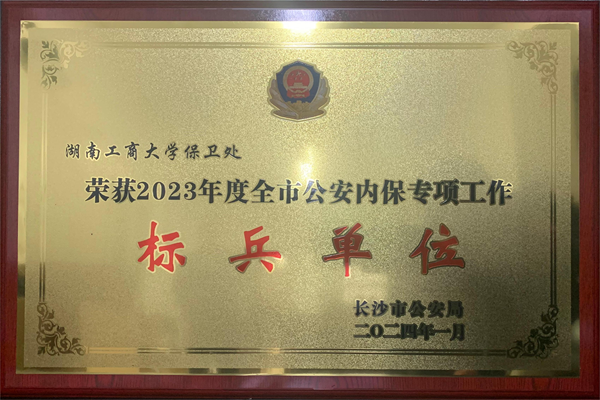 湖南工商大学保卫处
荣获2023年度全市公安内保专项工作
标兵单位
长沙市公安局
二〇二四年一月